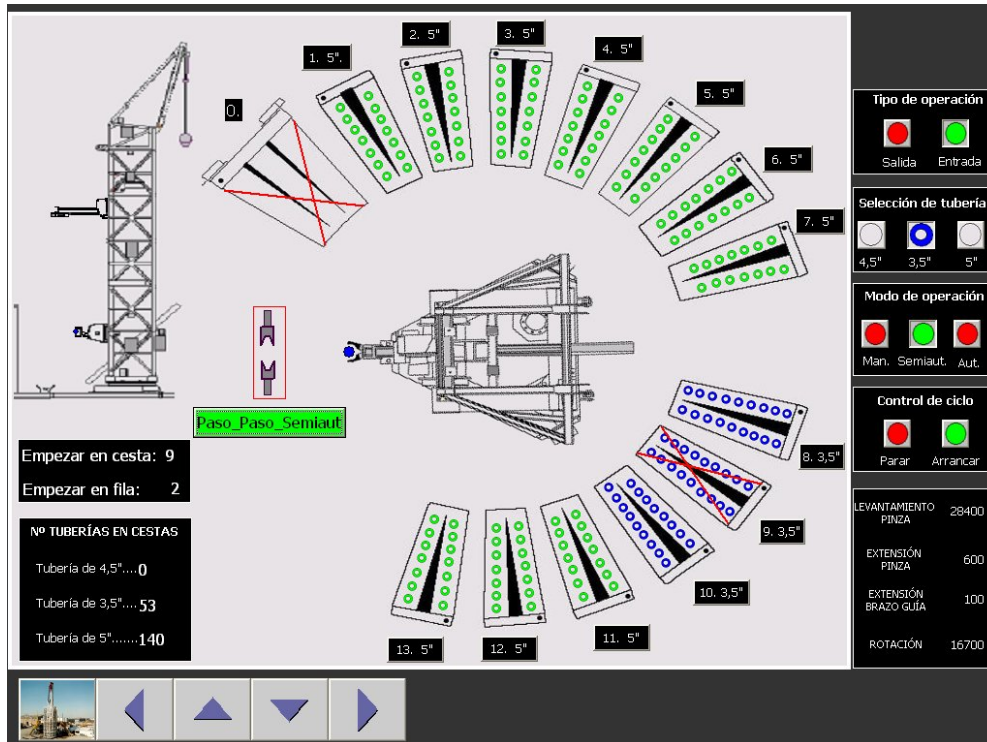 2. 5"
3. 5"
1. 5".
4. 5"
5. 5"
0.
6. 5"
7. 5"
Tipo de operación
Salida Entrada
Selección de tubería
4,5" 3,5" 5"
Modo de operación
Man. Semiaut. Aut.
Control de ciclo
Parar Arrancar
LEVANTAMIENTO
PINZA 28400
EXTENSIÓN
PINZA 600
EXTENSIÓN
BRAZO GUÍA 100
ROTACIÓN 16700
Paso_Paso_Semiaut
Empezar en cesta: 9
Empezar en fila: 2
Nº TUBERÍAS EN CESTAS
Tubería de 4,5"....0
Tubería de 3,5"....53
Tubería de 5".......140
8. 3,5"
9. 3,5"
10. 3,5"
11. 5"
12. 5"
13. 5"